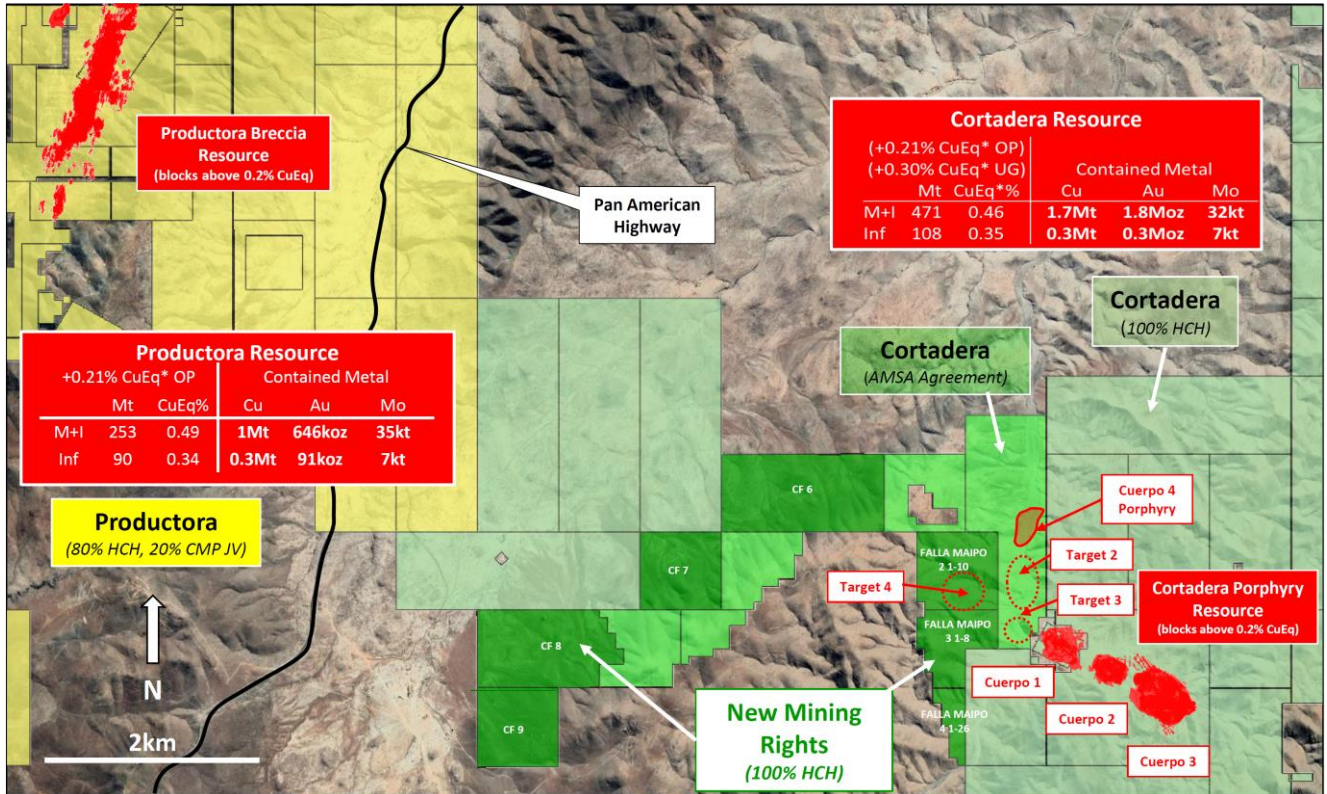 Productora Breccia
Resource
(blocks above 0.2% CuEq)
Pan American
Highway
Cortadera Resource
(+0.21% CuEq* OP)
(+0.30% CuEq* UG) Contained Metal
Mt CuEq*% Cu Au Mo
M+I 471 0.46 1.7Mt 1.8Moz 32kt
Inf 108 0.35 0.3Mt 0.3Moz 7kt
Cortadera
(100% HCH)
Cortadera
(AMSA Agreement)
Productora Resource
+0.21% CuEq* OP Contained Metal
Mt CuEq% Cu Au Mo
M+I 253 0.49 1Mt 646koz 35kt
Inf 90 0.34 0.3Mt 91koz 7kt
Productora
(80% HCH, 20% CMP JV)
N
2km
CF 6
CF 7
CF 8
CF 9
FALLA MAIPO
2 1-10
FALLA MAIPO
3 1-8
FALLA MAIPO
4 1-26
Target 4
Cuerpo 4
Porphyry
Target 2
Target 3
Cortadera Porphyry
Resource
(blocks above 0.2% CuEq)
Cuerpo 1
Cuerpo 2
Cuerpo 3
New Mining
Rights
(100% HCH)